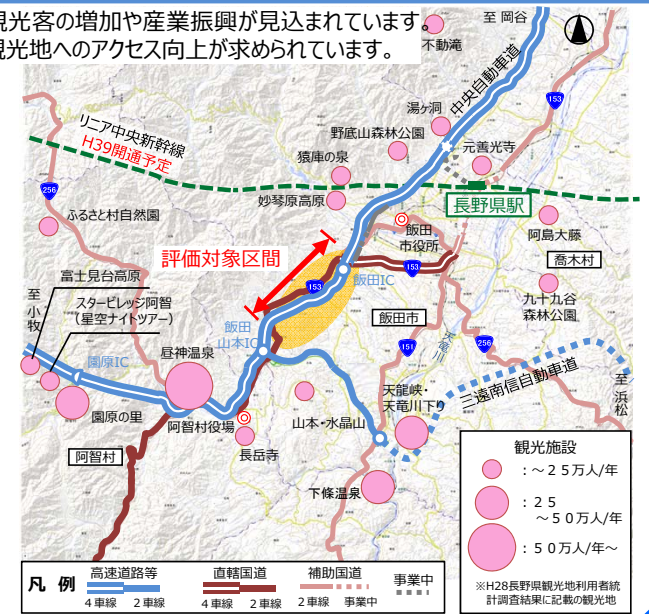 観光客の増加や産業振興が見込まれています。
観光地へのアクセス向上が求められています。
至 岡谷
不動滝
中央自動車道
湯ヶ洞
153
リニア中央新幹線
H39開通予定
野底山森林公園
元善光寺
猿庫の泉
256
長野県駅
妙琴原高原
ふるさと村自然園
飯田
市役所
阿島大藤
評価対象区間
喬木村
153
富士見台高原
飯田IC
153
九十九谷
森林公園
至
小牧
スタービレッジ阿智
(星空ナイトツアー)
飯田
山本IC
飯田市
天竜川
園原IC
昼神温泉
151
256
三遠南信自動車道
至
浜松
天龍峡・
天竜川下り
園原の里
阿智村役場
山本・水晶山
阿智村
長岳寺
下條温泉
観光施設
:~25万人/年
:25
~50万人/年
:50万人/年~
※H28長野県観光地利用者統
計調査結果に記載の観光地
凡 例
高速道路等
4車線
2車線
直轄国道
4車線
2車線
補助国道
2車線
事業中
事業中